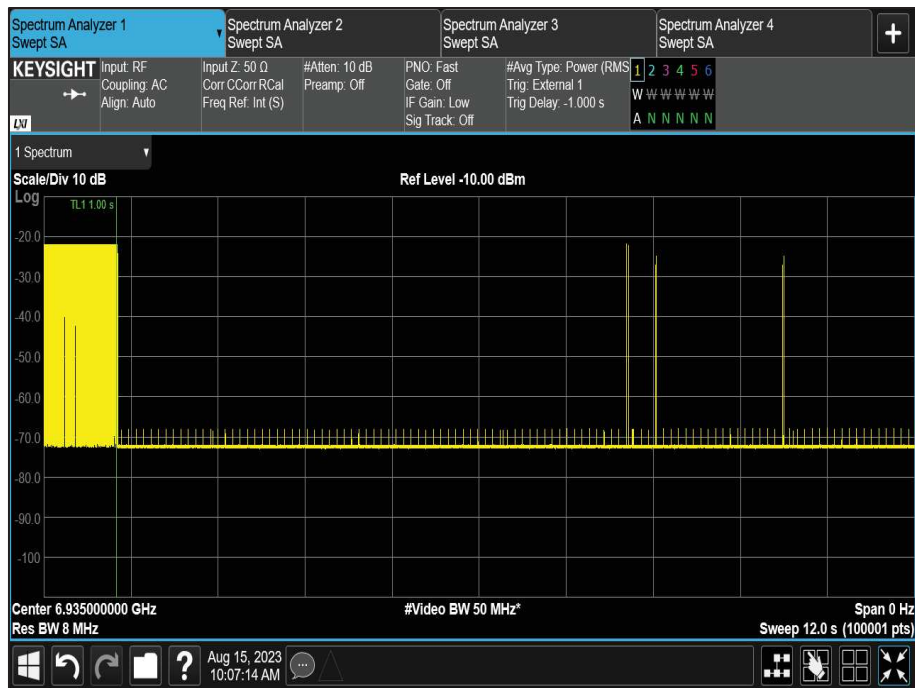 Spectrum Analyzer 1
Swept SA
Spectrum Analyzer 2
Swept SA
Spectrum Analyzer 3
Swept SA
Spectrum Analyzer 4
Swept SA
+
KEYSIGHT
LXI
Input: RF
Coupling: AC
Align: Auto
Input Z: 50 Ω
Corr CCorr RCal
Freq Ref: Int (S)
#Atten: 10 dB
Preamp: Off
PNO: Fast
Gate: Off
IF Gain: Low
Sig Track: Off
#Avg Type: Power (RMS
Trig: External 1
Trig Delay: -1.000 s
1 2 3 4 5 6
W W W W W W
A N N N N N
1 Spectrum
Scale/Div 10 dB
Ref Level -10.00 dBm
Log
TL1 1.00 s
-20.0
-30.0
-40.0
-50.0
-60.0
-70.0
-80.0
-90.0
-100
Center 6.935000000 GHz
#Video BW 50 MHz*
Span 0 Hz
Res BW 8 MHz
Sweep 12.0 s (100001 pts)
?
Aug 15, 2023
10:07:14 AM